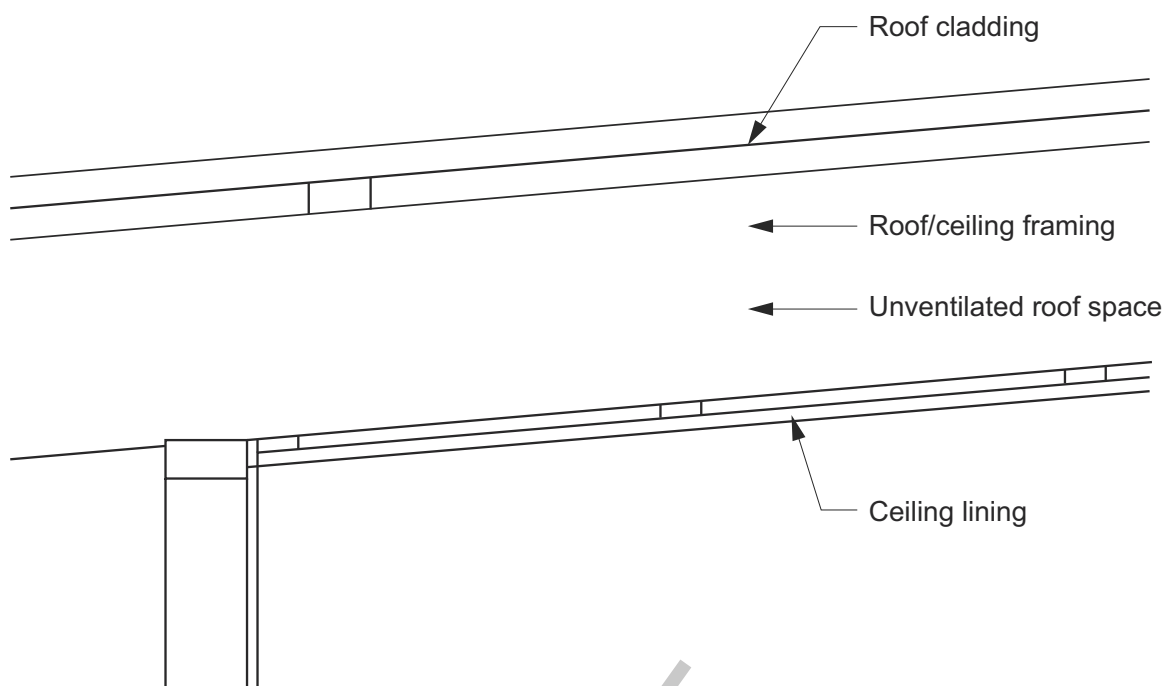 Roof cladding
Roof/ceiling framing
Unventilated roof space
Ceiling lining